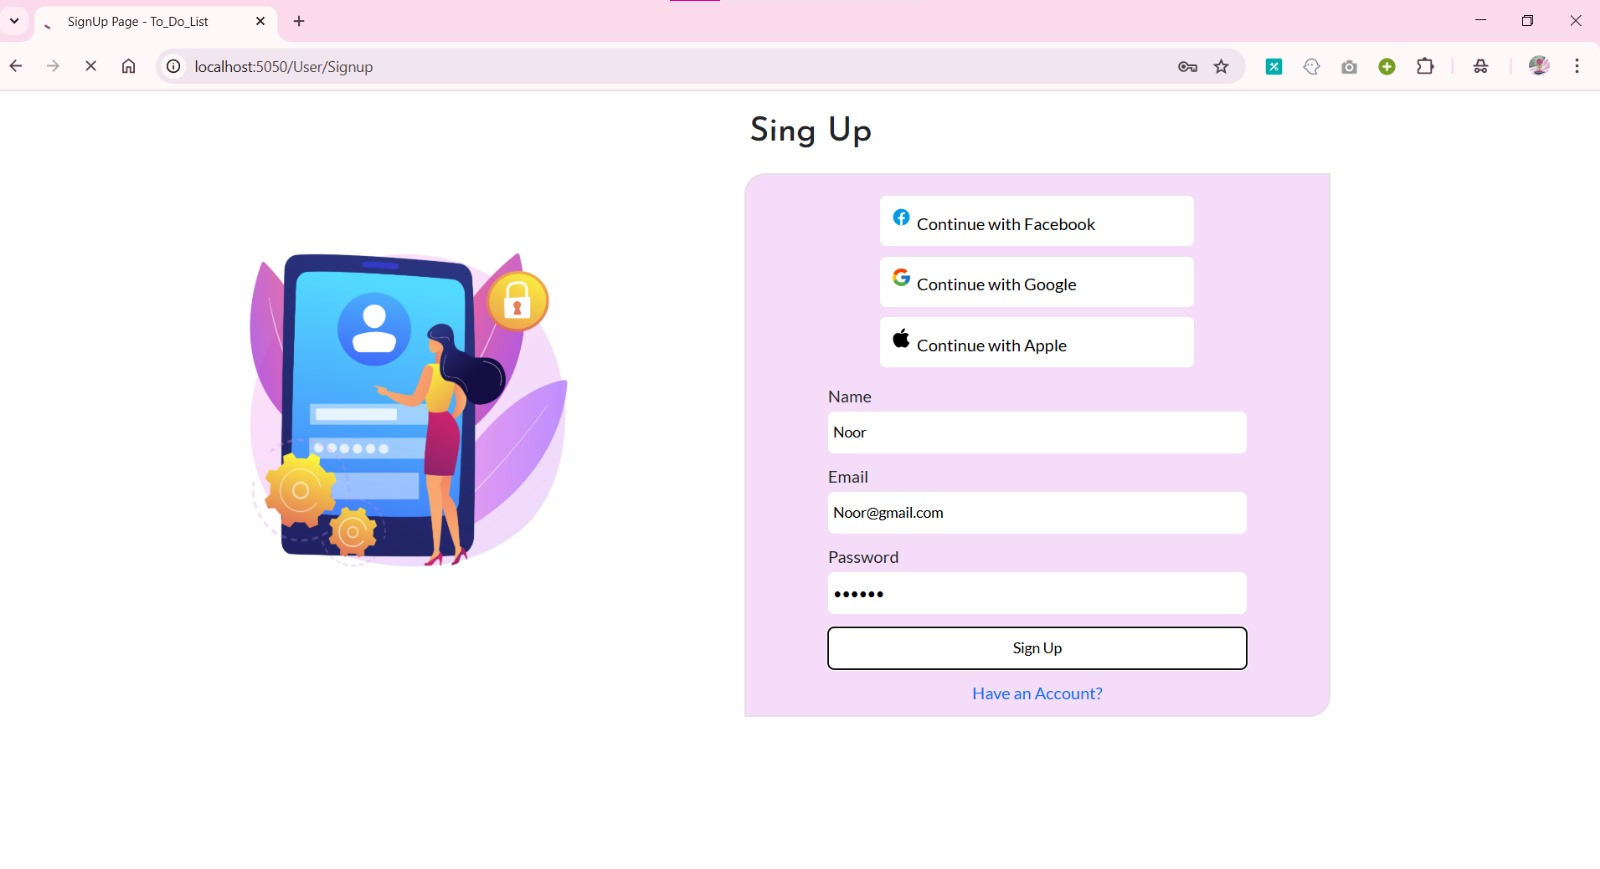 SignUp Page - To_Do_List
localhost:5050/User/Signup
Sing Up
Continue with Facebook
Continue with Google
Continue with Apple
Name
Noor
Email
Noor@gmail.com
Password
••••••
Sign Up
Have an Account?